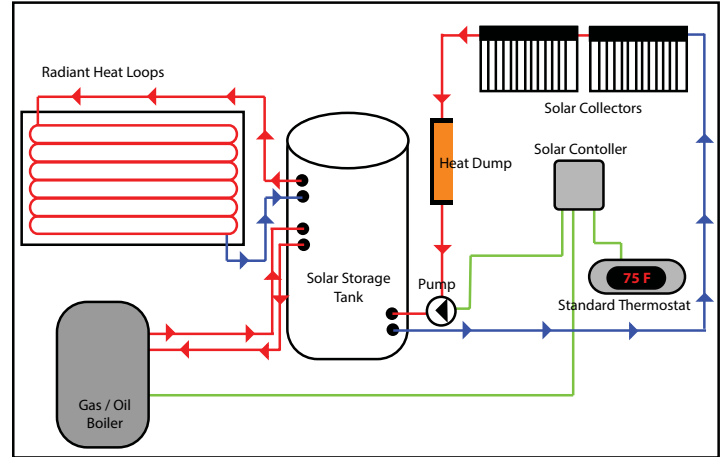 Radiant Heat Loops
Solar Collectors
Heat Dump
Solar Contoller
Solar Storage
Tank
Pump
75 F
Standard Thermostat
Gas / Oil
Boiler